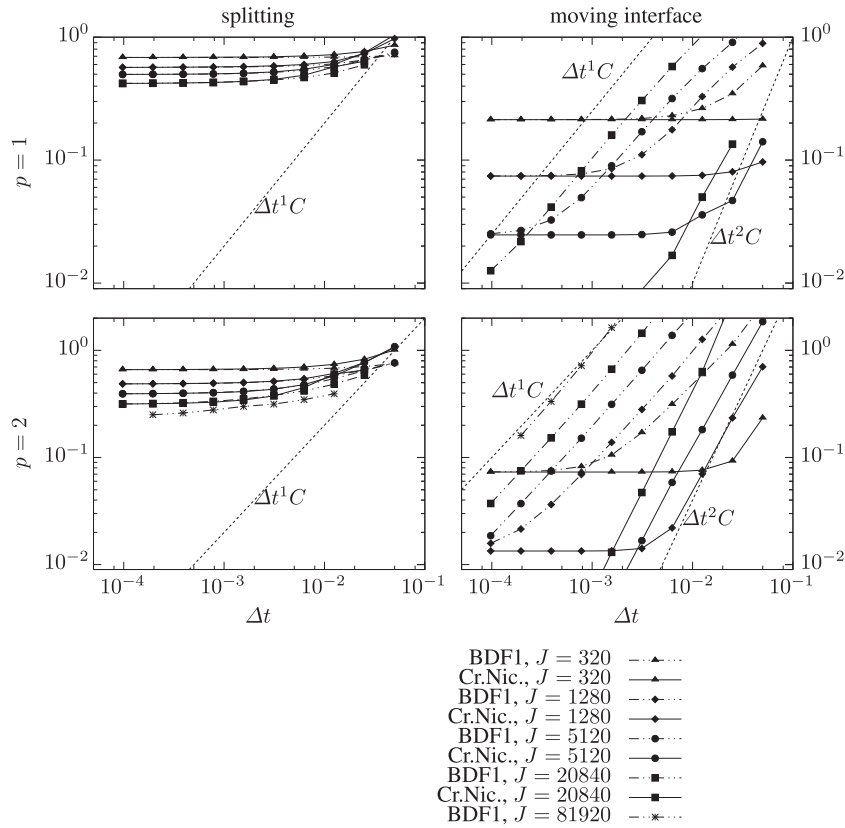 splitting moving interface
10^0 10^0
Δt^1C
p = 1 10^-1 10^-1
Δt^1C Δt^2C
10^-2 10^-2
10^0 10^0
Δt^1C
p = 2 10^-1 10^-1
Δt^1C Δt^2C
10^-2 10^-2
10^-4 10^-3 10^-2 10^-1 10^-4 10^-3 10^-2 10^-1
Δt Δt
BDF1, J = 320
Cr.Nic., J = 320
BDF1, J = 1280
Cr.Nic., J = 1280
BDF1, J = 5120
Cr.Nic., J = 5120
BDF1, J = 20840
Cr.Nic., J = 20840
BDF1, J = 81920